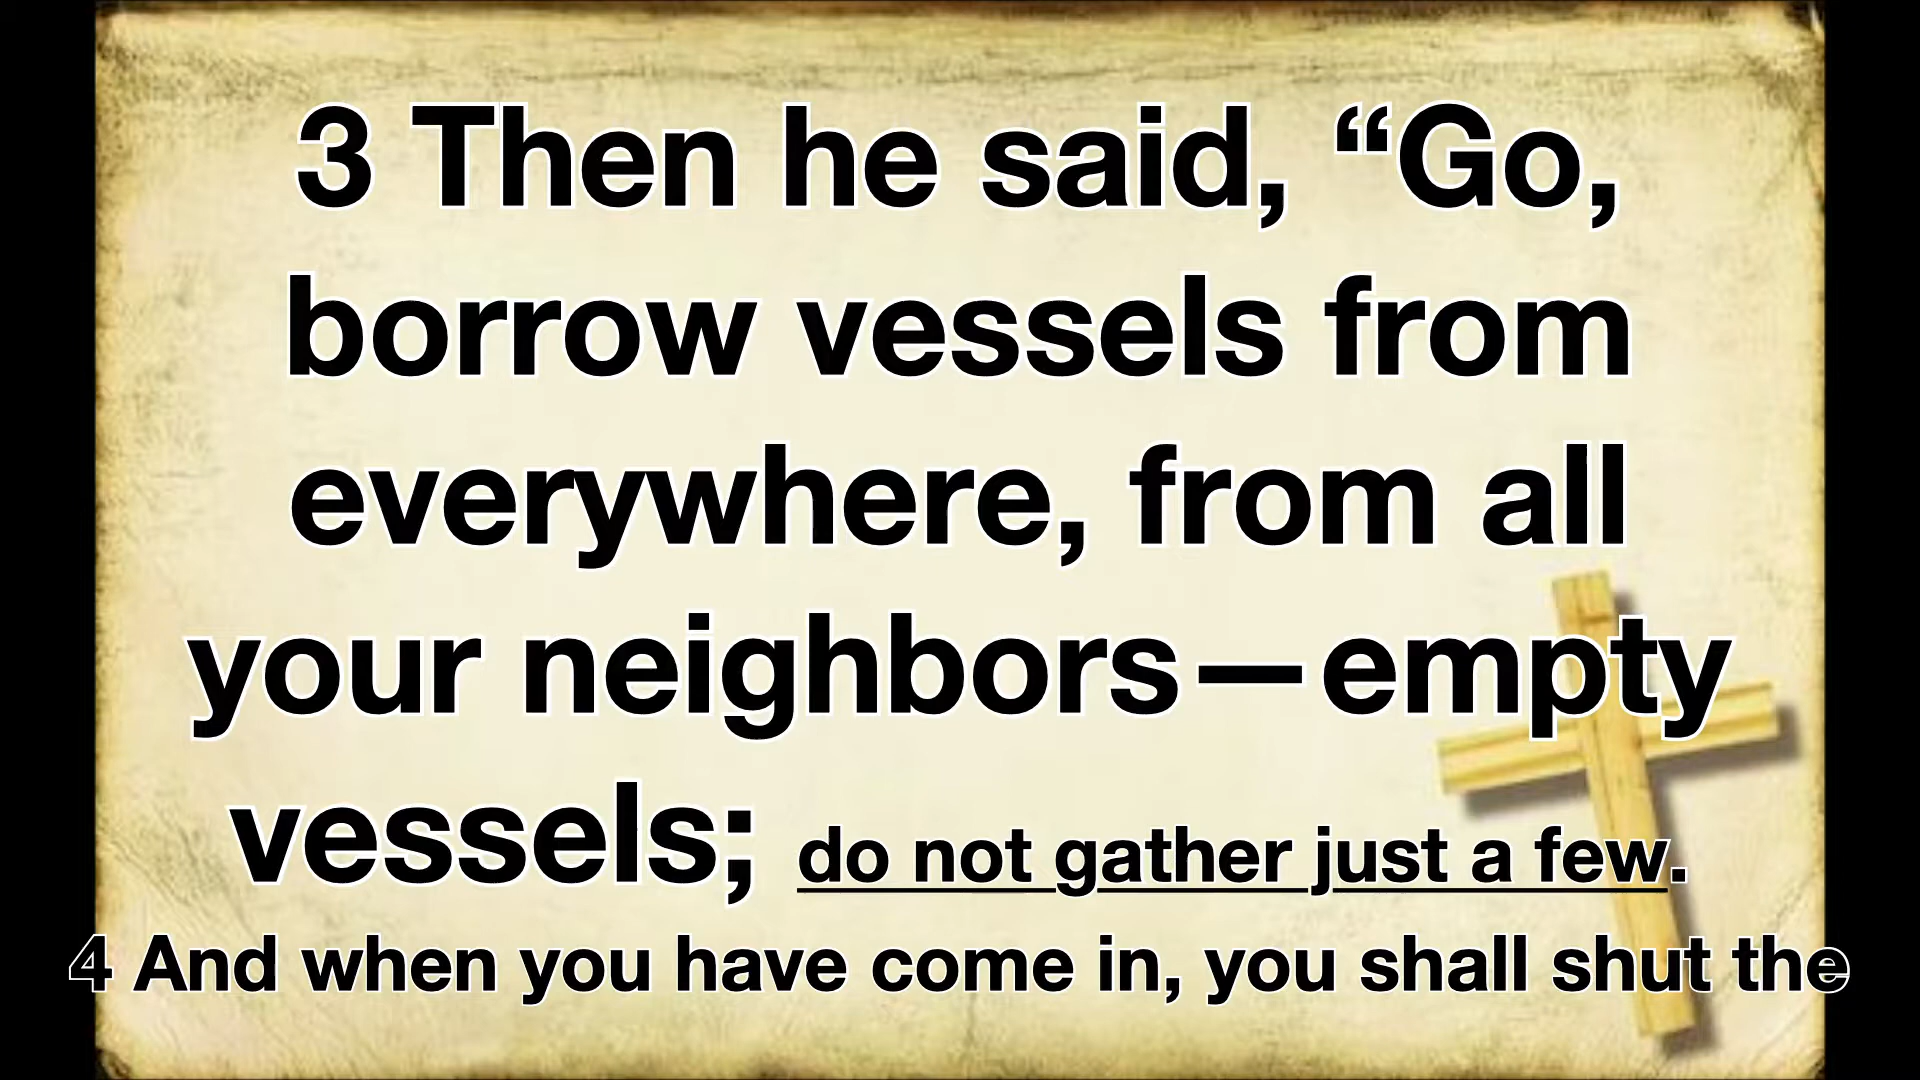 3 Then he said, “Go,
borrow vessels from
everywhere, from all
your neighbors—empty
vessels; do not gather just a few.
4 And when you have come in, you shall shut the